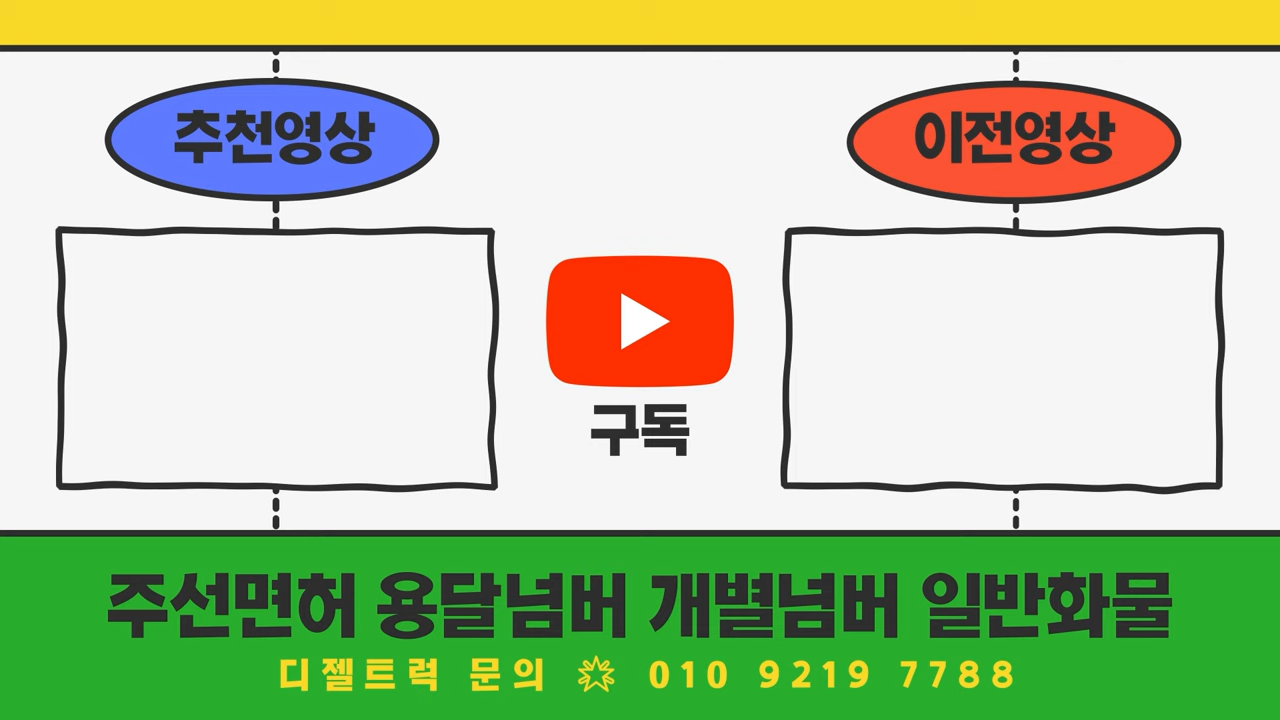 추천영상
이전영상
구독
주선면허 용달넘버 개별넘버 일반화물
디젤트럭 문의 010 9219 7788